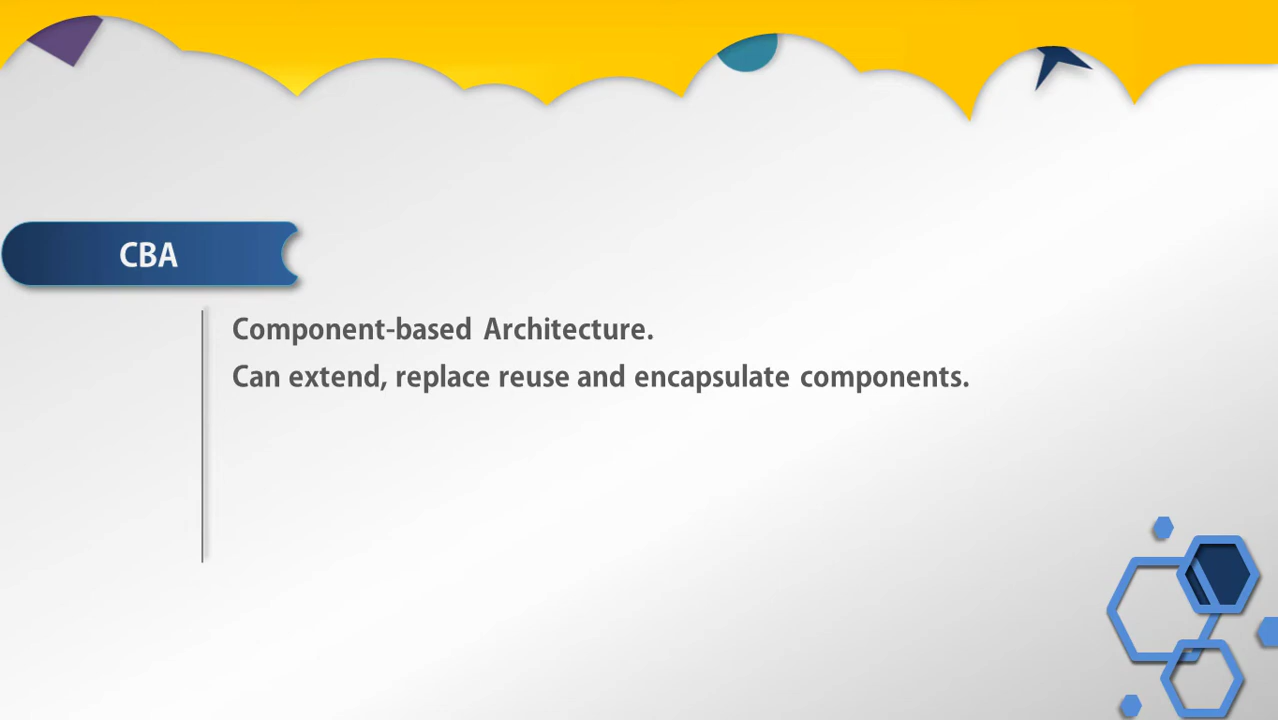 CBA
Component-based Architecture.
Can extend, replace reuse and encapsulate components.